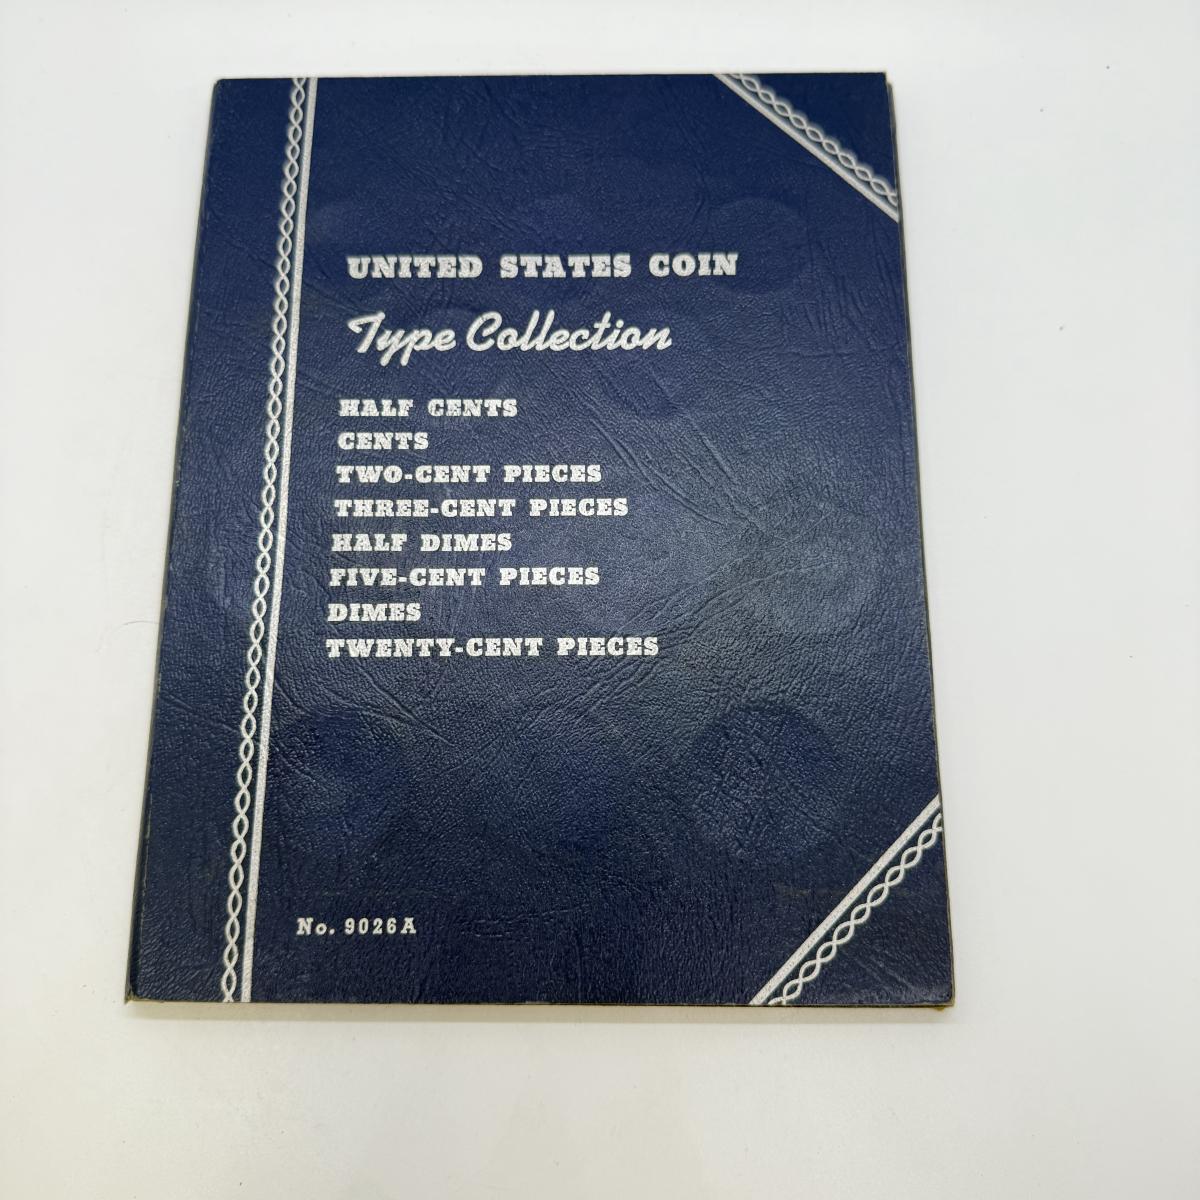 UNITED STATES COIN
Type Collection
HALF CENTS
CENTS
TWO-CENT PIECES
THREE-CENT PIECES
HALF DIMES
FIVE-CENT PIECES
DIMES
TWENTY-CENT PIECES
No. 9026A